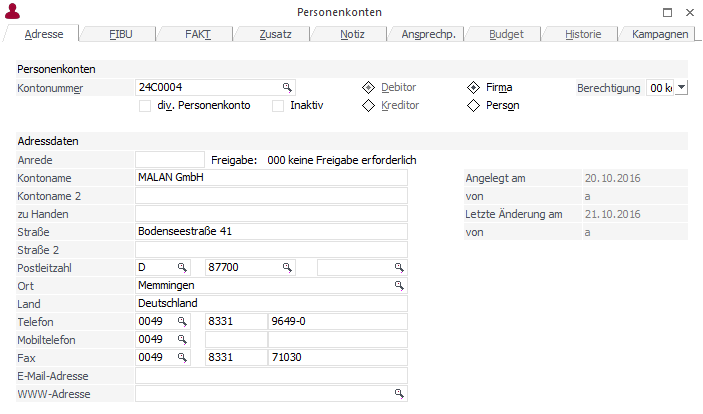 Personenkonten
Adresse FIBU FAKT Zusatz Notiz Ansprechp. Budget Historie Kampagnen
Personenkonten
Kontonummer 24C0004 Debitor Firma Berechtigung 00
div. Personenkonto Inaktiv Kreditor Person
Adressdaten
Anrede Freigabe: 000 keine Freigabe erforderlich
Kontoname MALAN GmbH Angelegt am 20.10.2016
Kontoname 2 von a
zu Handen Letzte Änderung am 21.10.2016
Straße Bodenseestraße 41 von a
Straße 2
Postleitzahl D 87700
Ort Memmingen
Land Deutschland
Telefon 0049 8331 9649-0
Mobiltelefon 0049
Fax 0049 8331 71030
E-Mail-Adresse
WWW-Adresse